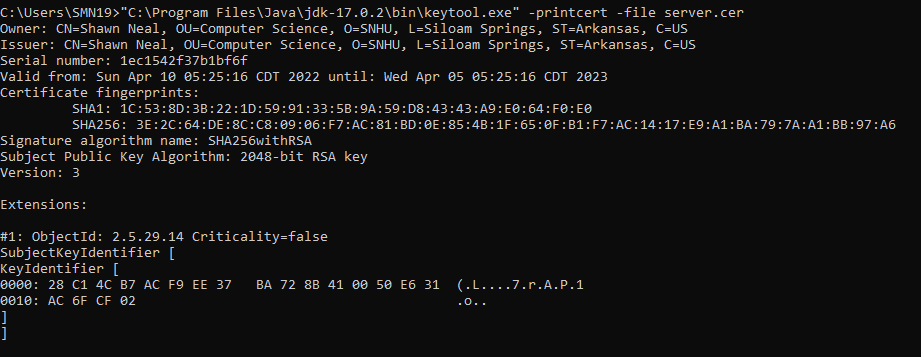 C:\Users\SMN19>"C:\Program Files\Java\jdk-17.0.2\bin\keytool.exe" -printcert -file server.cer
Owner: CN=Shawn Neal, OU=Computer Science, O=SNHU, L=Siloam Springs, ST=Arkansas, C=US
Issuer: CN=Shawn Neal, OU=Computer Science, O=SNHU, L=Siloam Springs, ST=Arkansas, C=US
Serial number: 1ec1542f37b1bf6f
Valid from: Sun Apr 10 05:25:16 CDT 2022 until: Wed Apr 05 05:25:16 CDT 2023
Certificate fingerprints:
         SHA1: 1C:53:8D:3B:22:1D:59:91:33:5B:9A:59:D8:43:43:A9:E0:64:F0:E0
         SHA256: 3E:2C:64:DE:8C:C8:09:06:F7:AC:81:BD:0E:85:4B:1F:65:0F:B1:F7:AC:14:17:E9:A1:BA:79:7A:A1:BB:97:A6
Signature algorithm name: SHA256withRSA
Subject Public Key Algorithm: 2048-bit RSA key
Version: 3

Extensions:

#1: ObjectId: 2.5.29.14 Criticality=false
SubjectKeyIdentifier [
KeyIdentifier [
0000: 28 C1 4C B7 AC F9 EE 37   BA 72 8B 41 00 50 E6 31  (.L....7.r.A.P.1
0010: AC 6F CF 02                                        .o..
]
]